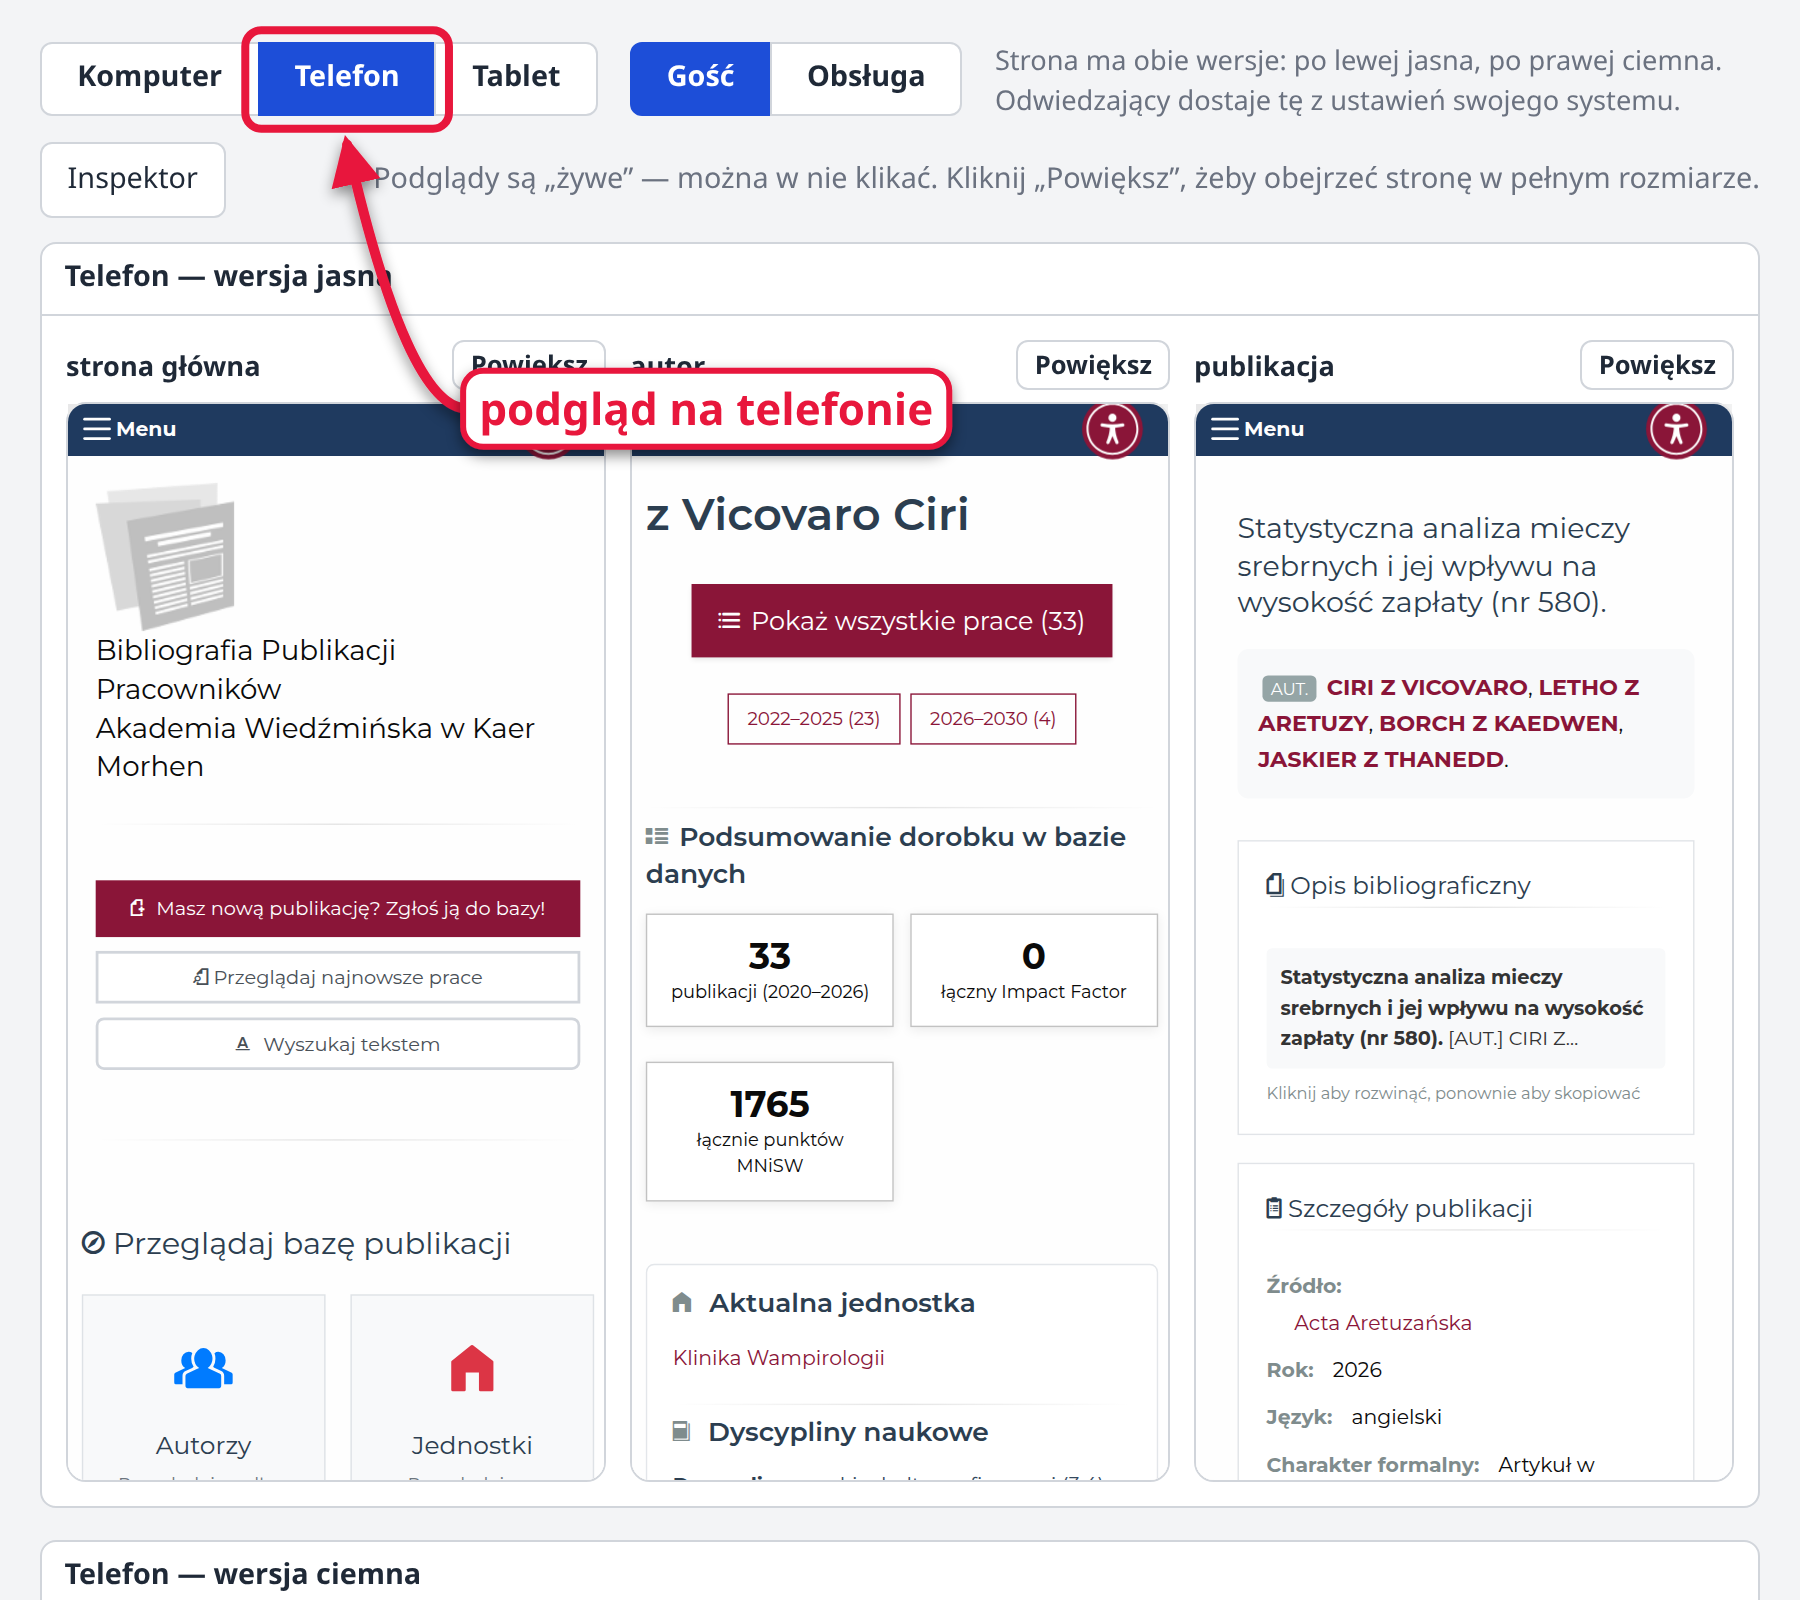 Komputer
Telefon
Tablet
Gość
Obsługa
Strona ma obie wersje: po lewej jasna, po prawej ciemna.
Odwiedzający dostaje tę z ustawień swojego systemu.
Inspektor
Podglądy są „żywe” — można w nie klikać. Kliknij „Powiększ”, żeby obejrzeć stronę w pełnym rozmiarze.
Telefon — wersja jasna
strona główna
Powiększ
autor
Powiększ
publikacja
Powiększ
podgląd na telefonie
Menu
Bibliografia Publikacji
Pracowników
Akademia Wiedźmińska w Kaer
Morhen
Masz nową publikację? Zgłoś ją do bazy!
Przeglądaj najnowsze prace
Wyszukaj tekstem
Przeglądaj bazę publikacji
Autorzy
Jednostki
z Vicovaro Ciri
Pokaż wszystkie prace (33)
2022–2025 (23)
2026–2030 (4)
Podsumowanie dorobku w bazie
danych
33
publikacji (2020–2026)
0
łączny Impact Factor
1765
łącznie punktów
MNiSW
Aktualna jednostka
Klinika Wampirologii
Dyscypliny naukowe
Menu
Statystyczna analiza mieczy
srebrnych i jej wpływu na
wysokość zapłaty (nr 580).
AUT. CIRI Z VICOVARO, LETHO Z
ARETUZY, BORCH Z KAEDWEN,
JASKIER Z THANEDD.
Opis bibliograficzny
Statystyczna analiza mieczy
srebrnych i jej wpływu na wysokość
zapłaty (nr 580). [AUT.] CIRI Z...
Kliknij aby rozwinąć, ponownie aby skopiować
Szczegóły publikacji
Źródło:
Acta Aretuzańska
Rok: 2026
Język: angielski
Charakter formalny: Artykuł w
Telefon — wersja ciemna